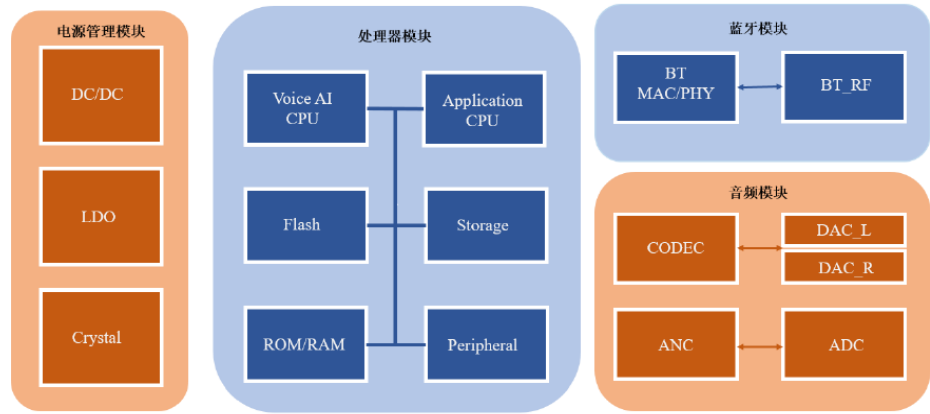 电源管理模块
DC/DC
LDO
Crystal
处理器模块
Voice AI
CPU
Application
CPU
Flash
Storage
ROM/RAM
Peripheral
蓝牙模块
BT
MAC/PHY
BT_RF
音频模块
CODEC
DAC_L
DAC_R
ANC
ADC